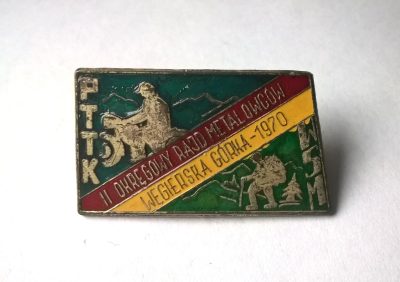 PTTK
II OKRĘGOWY RAJD METALOWCÓW
WĘGIERSKA GÓRKA - 1970
WSM